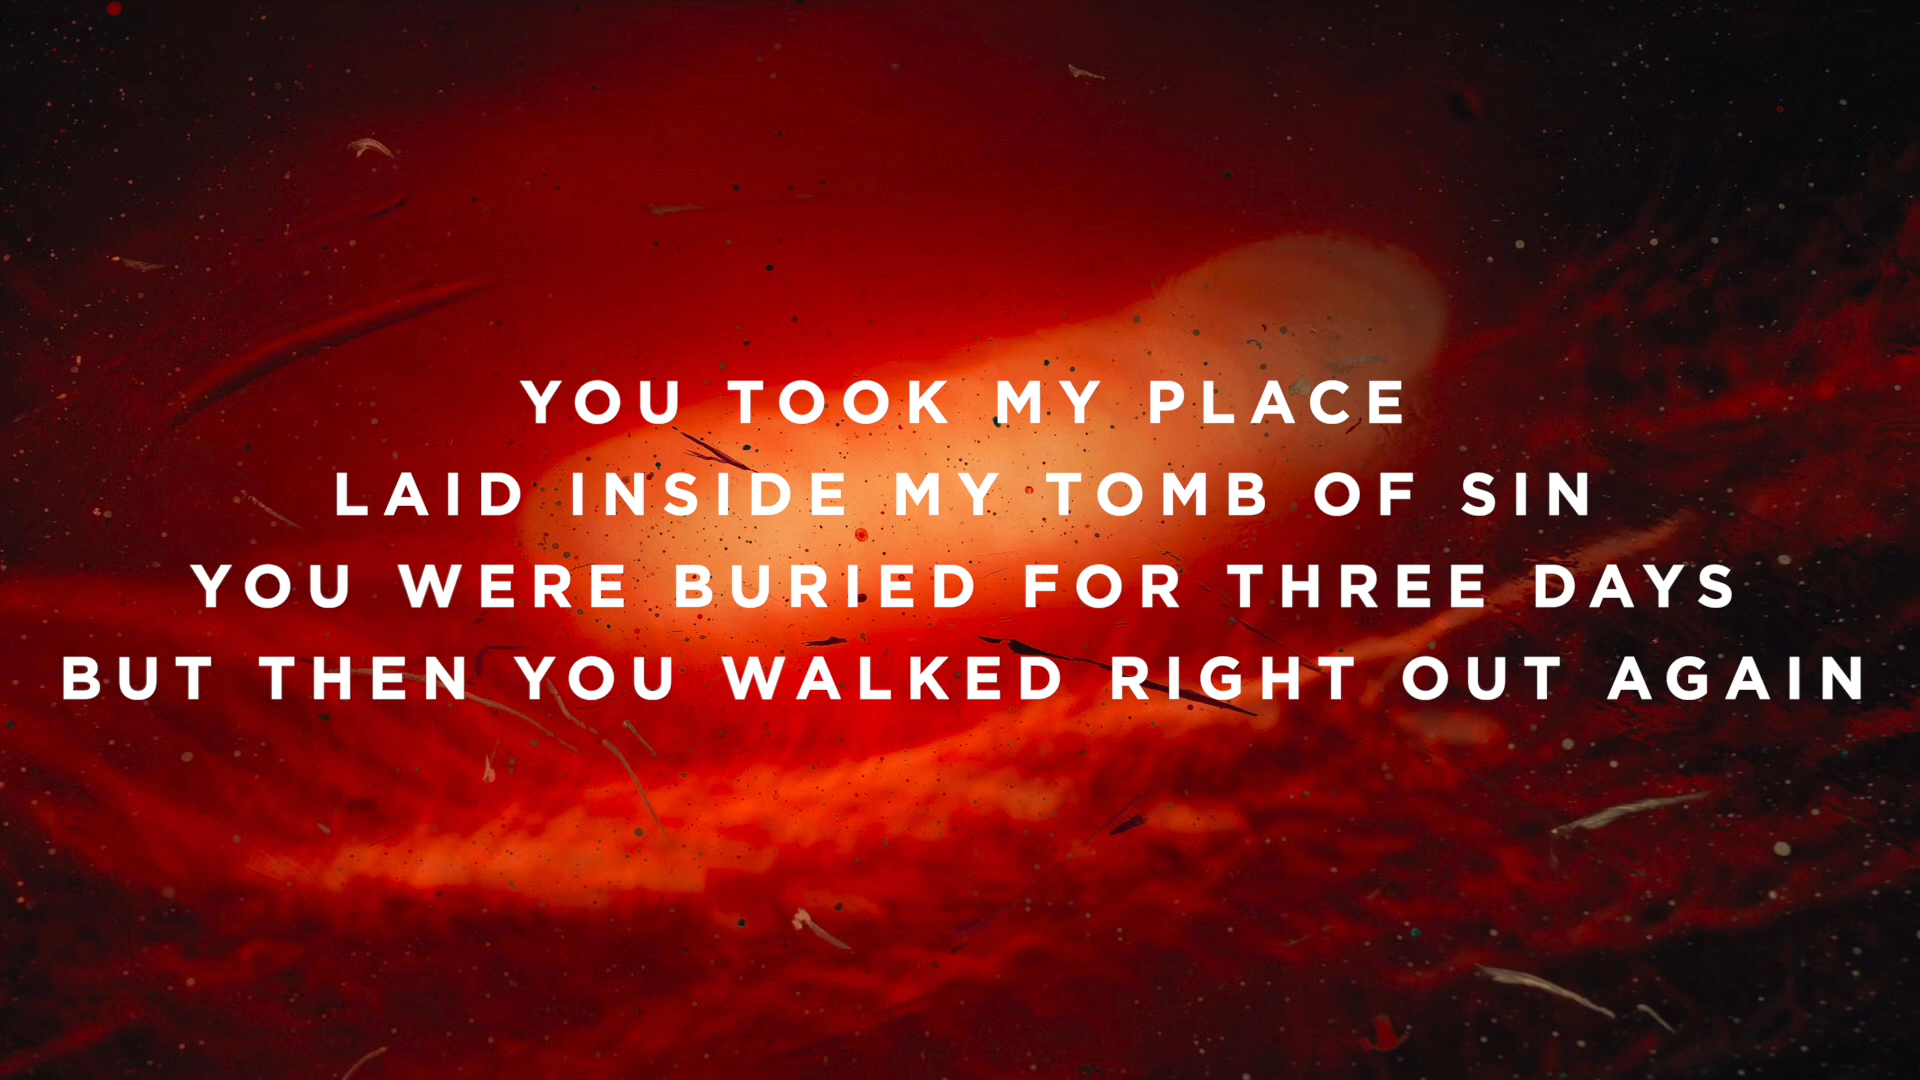 YOU TOOK MY PLACE
LAID INSIDE MY TOMB OF SIN
YOU WERE BURIED FOR THREE DAYS
BUT THEN YOU WALKED RIGHT OUT AGAIN